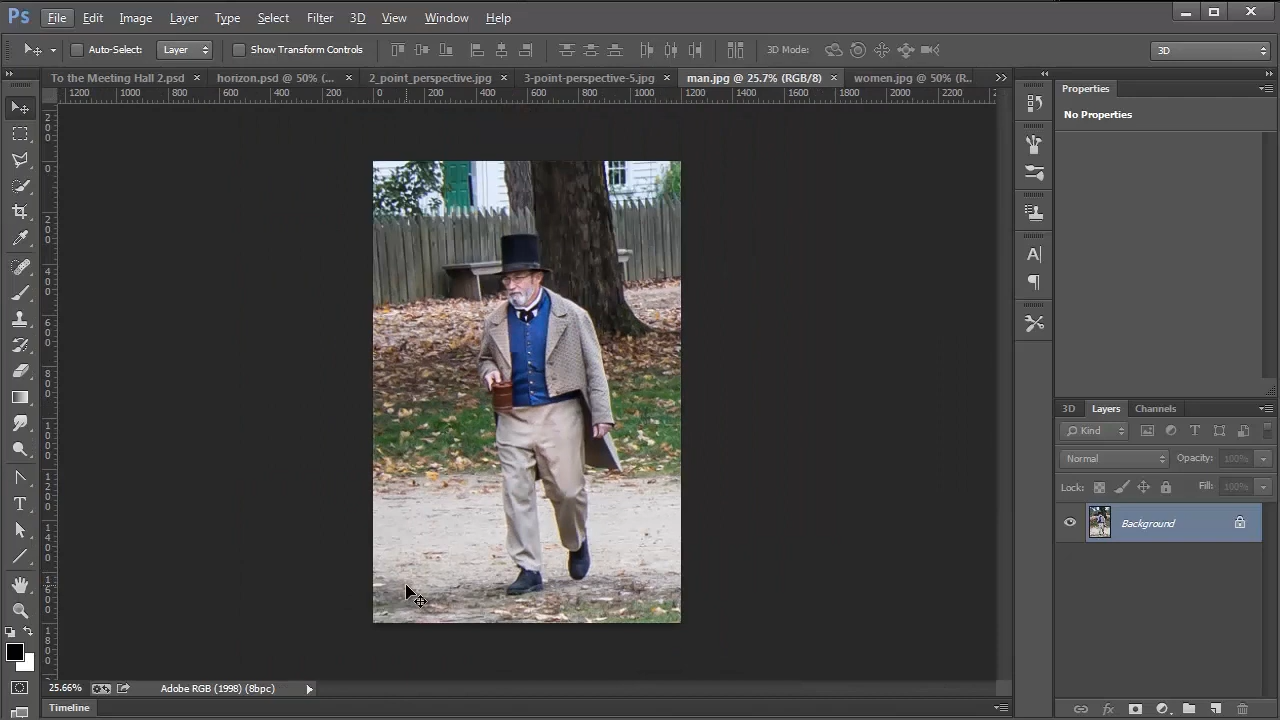 Ps File Edit Image Layer Type Select Filter 3D View Window Help
Auto-Select: Layer Show Transform Controls 3D Mode: 3D
To the Meeting Hall 2.psd × horizon.psd @ 50% (... × 2_point_perspective.jpg × 3-point-perspective-5.jpg × man.jpg @ 25.7% (RGB/8) × women.jpg @ 50% (R...
1200 1000 800 600 400 200 0 200 400 600 800 1000 1200 1400 1600 1800 2000 2200
Properties
No Properties
3D Layers Channels
Kind
Normal Opacity: 100%
Lock: Fill: 100%
Background
25.66% Adobe RGB (1998) (8bpc)
Timeline